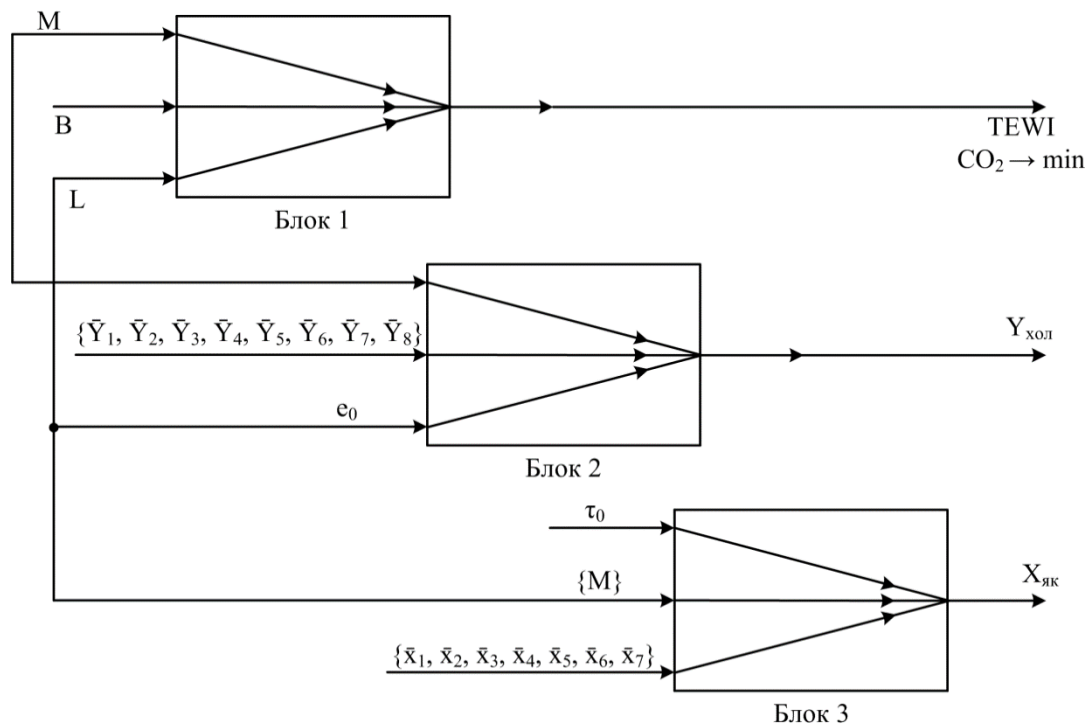 M
B
L
TEWI
CO₂ → min
Блок 1
{Ȳ₁, Ȳ₂, Ȳ₃, Ȳ₄, Ȳ₅, Ȳ₆, Ȳ₇, Ȳ₈}
Yхол
e₀
Блок 2
τ₀
{M}
Xяк
{x̄₁, x̄₂, x̄₃, x̄₄, x̄₅, x̄₆, x̄₇}
Блок 3